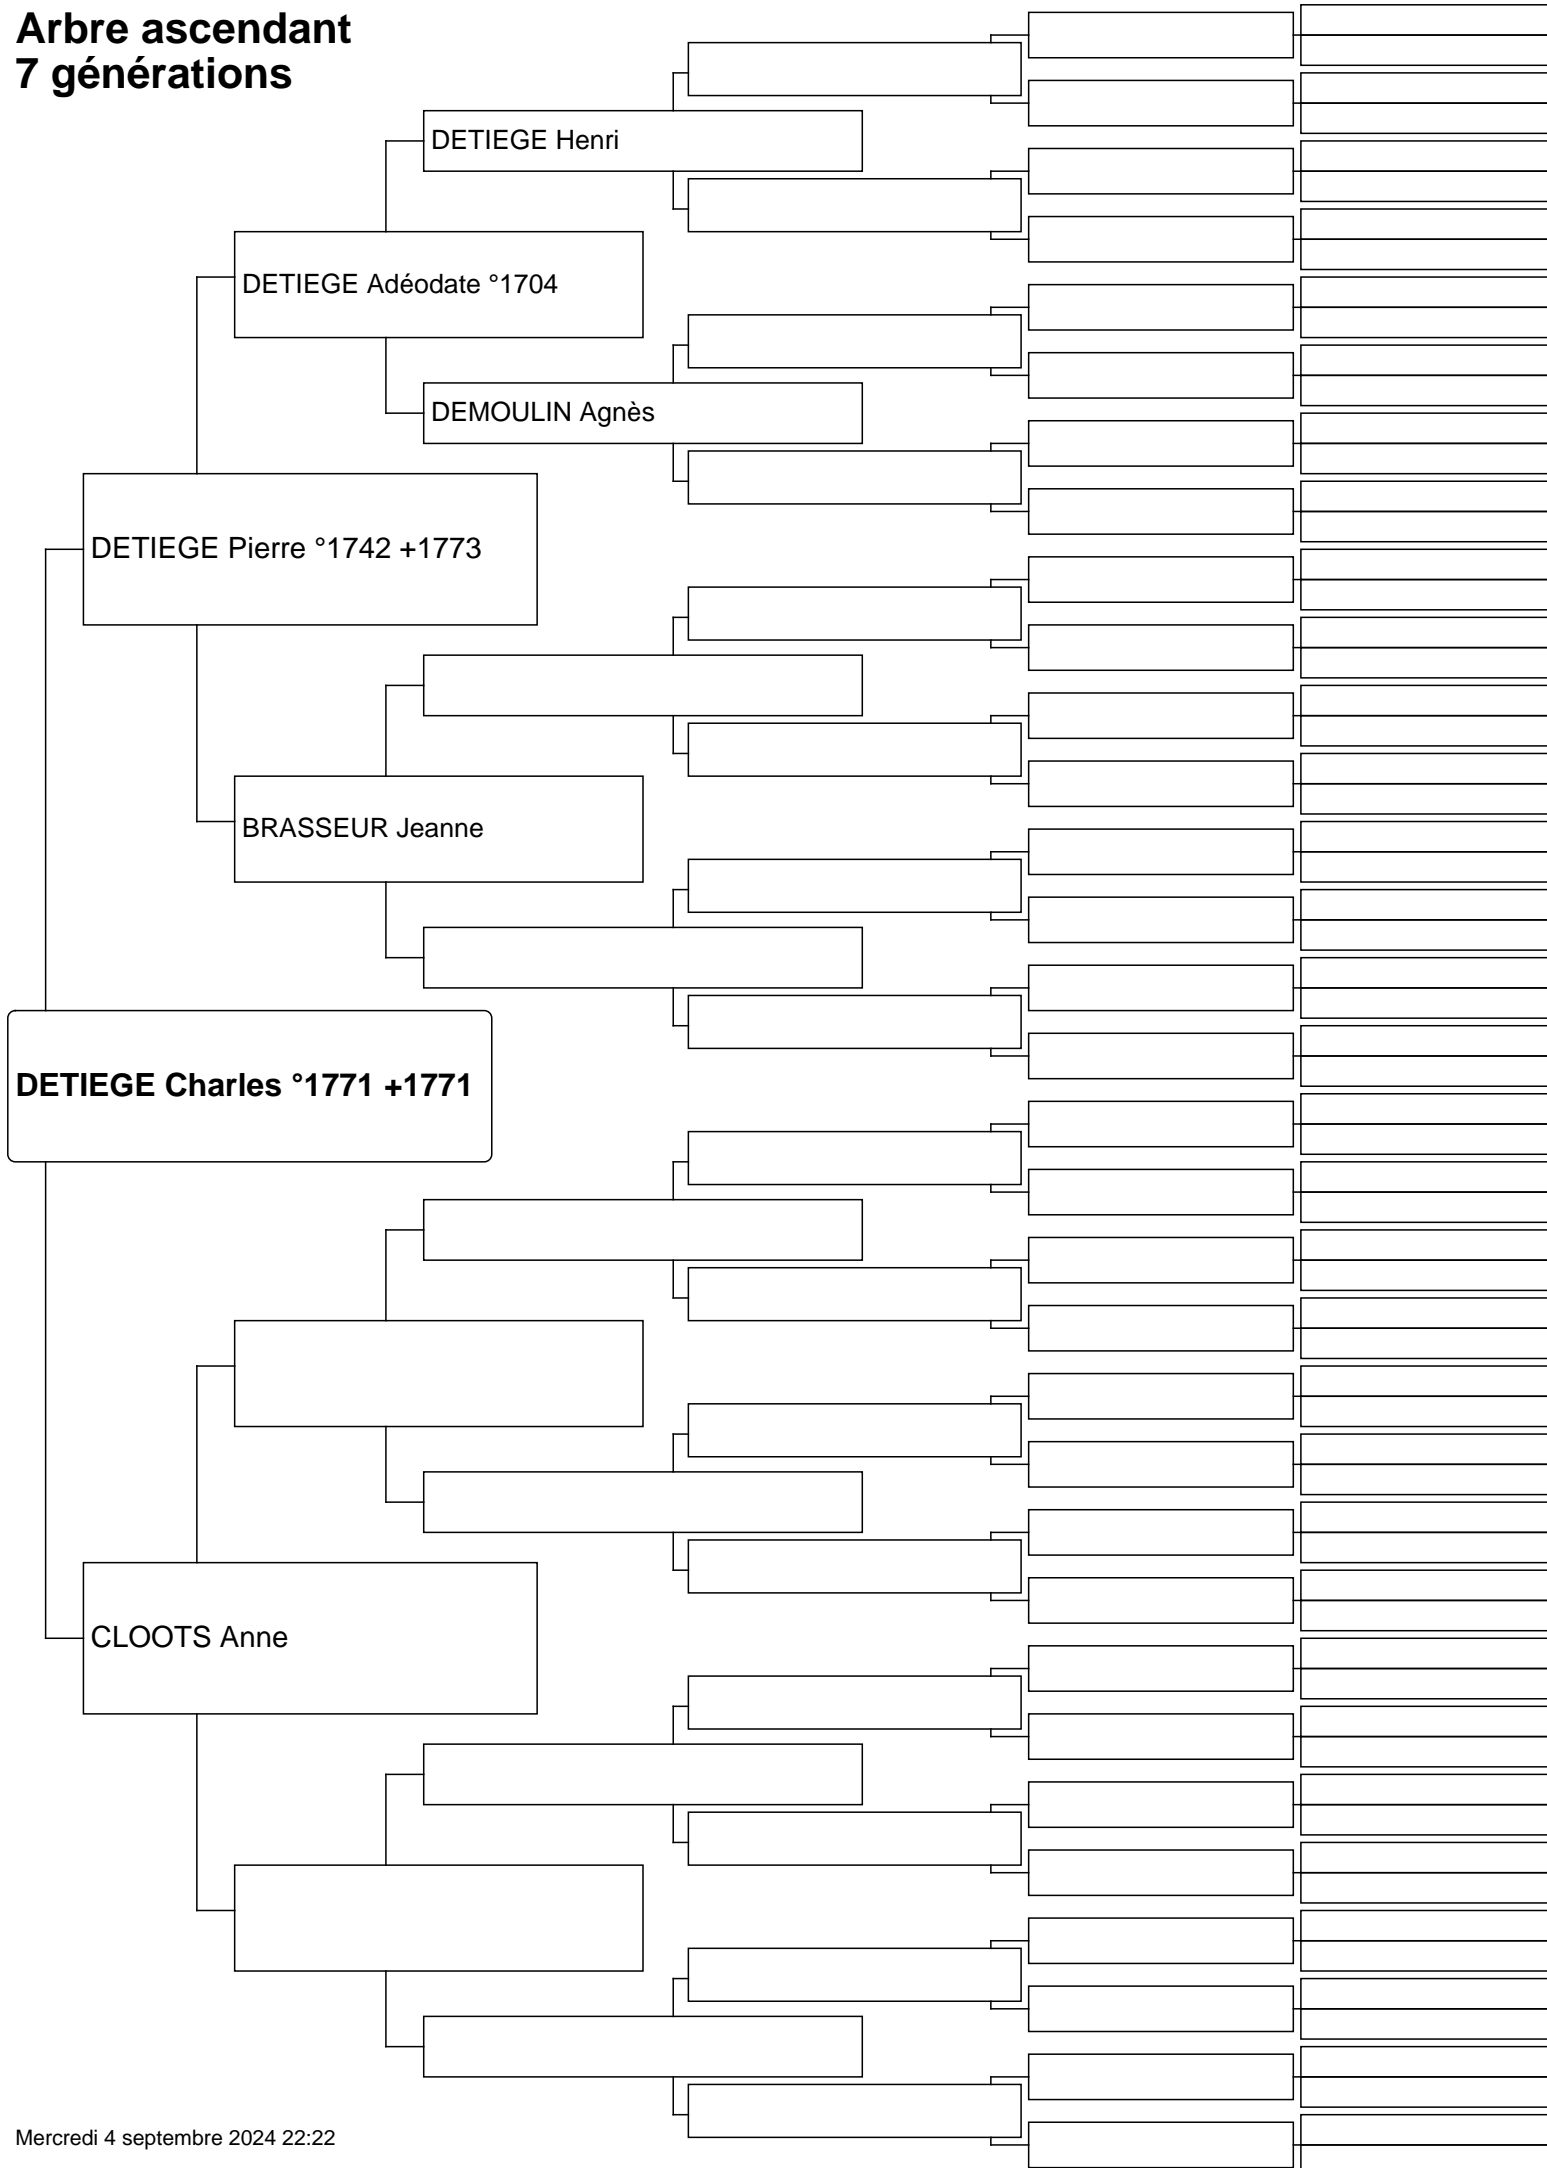 Arbre ascendant
7 générations
DETIEGE Henri
DETIEGE Adéodate °1704
DEMOULIN Agnès
DETIEGE Pierre °1742 +1773
BRASSEUR Jeanne
DETIEGE Charles °1771 +1771
CLOOTS Anne
Mercredi 4 septembre 2024 22:22